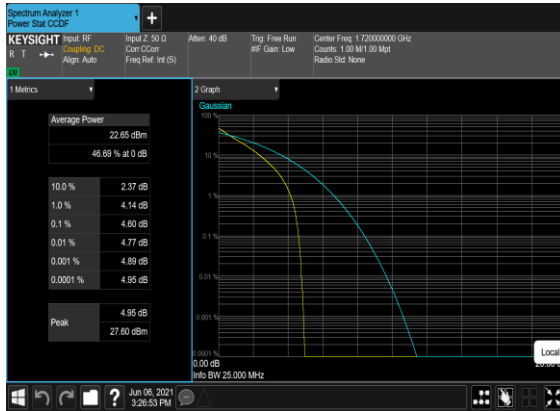 Spectrum Analyzer 1
Power Stat CCDF
KEYSIGHT
R T
LXI
Input: RF
Coupling: DC
Align: Auto
Input Z: 50 Ω
Corr CCorr
Freq Ref: Int (S)
Atten: 40 dB
Trig: Free Run
#IF Gain: Low
Center Freq: 1.720000000 GHz
Counts: 1.00 M/1.00 Mpt
Radio Std: None
1 Metrics
Average Power
22.65 dBm
46.69 % at 0 dB
10.0 % 2.37 dB
1.0 % 4.14 dB
0.1 % 4.60 dB
0.01 % 4.77 dB
0.001 % 4.89 dB
0.0001 % 4.95 dB
Peak
4.95 dB
27.60 dBm
2 Graph
Gaussian
100 %
10 %
1 %
0.1 %
0.01 %
0.001 %
0.0001 %
0.00 dB
Info BW 25.000 MHz
Local
Jun 06, 2021
3:26:53 PM